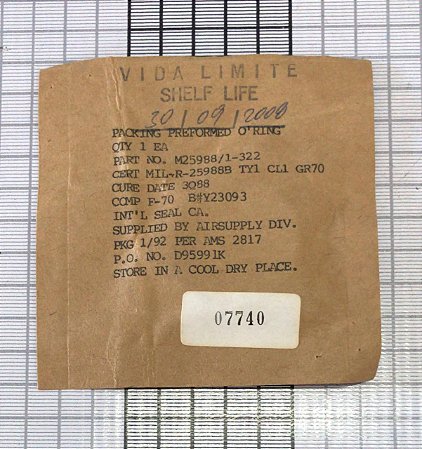 VIDA LIMITE
SHELF LIFE
30/09/2000
PACKING PREFORMED O'RING
QTY 1 EA
PART NO. M25988/1-322
CERT MIL-R-25988B TY1 CL1 GR70
CURE DATE 3Q88
COMP F-70 B#Y23093
INT'L SEAL CA.
SUPPLIED BY AIRSUPPLY DIV.
PKG 1/92 PER AMS 2817
P.O. NO. D95991K
STORE IN A COOL DRY PLACE.
07740